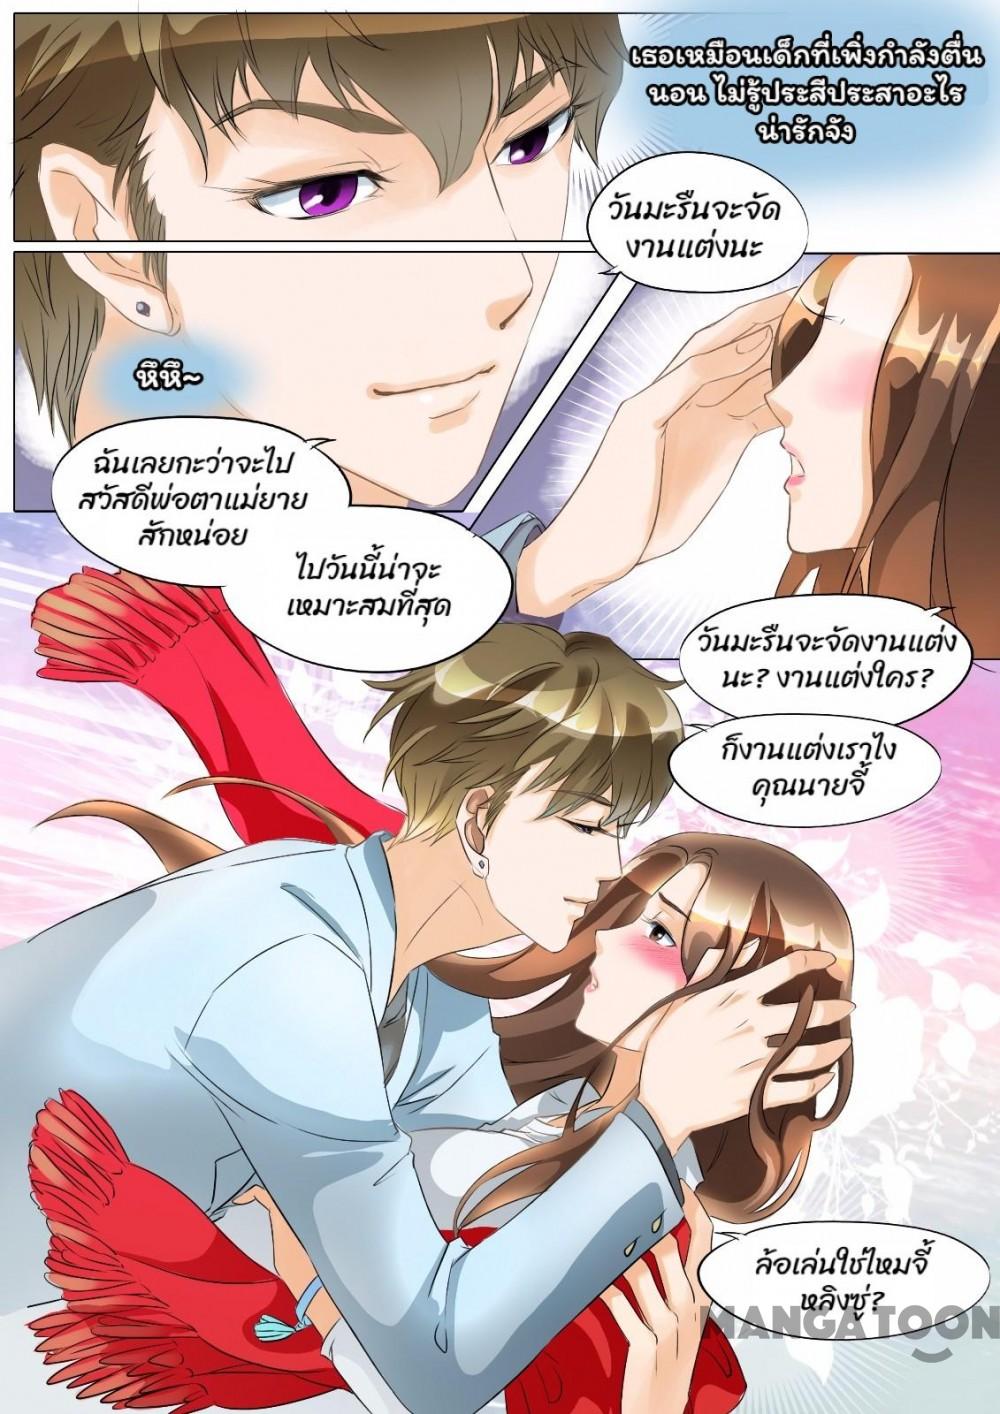 เธอเหมือนเด็กที่เพิ่งกำลังตื่น
นอน ไม่รู้ประสีประสาอะไร
น่ารักจัง
วันมะรืนจะจัด
งานแต่งนะ
หึหึ~
ฉันเลยกะว่าจะไป
สวัสดีพ่อตาแม่ยาย
สักหน่อย
ไปวันนี้น่าจะ
เหมาะสมที่สุด
วันมะรืนจะจัดงานแต่ง
นะ? งานแต่งใคร?
ก็งานแต่งเราไง
คุณนายจี้
ล้อเล่นใช่ไหมจี้
หลิงซู่?
MANGATOON